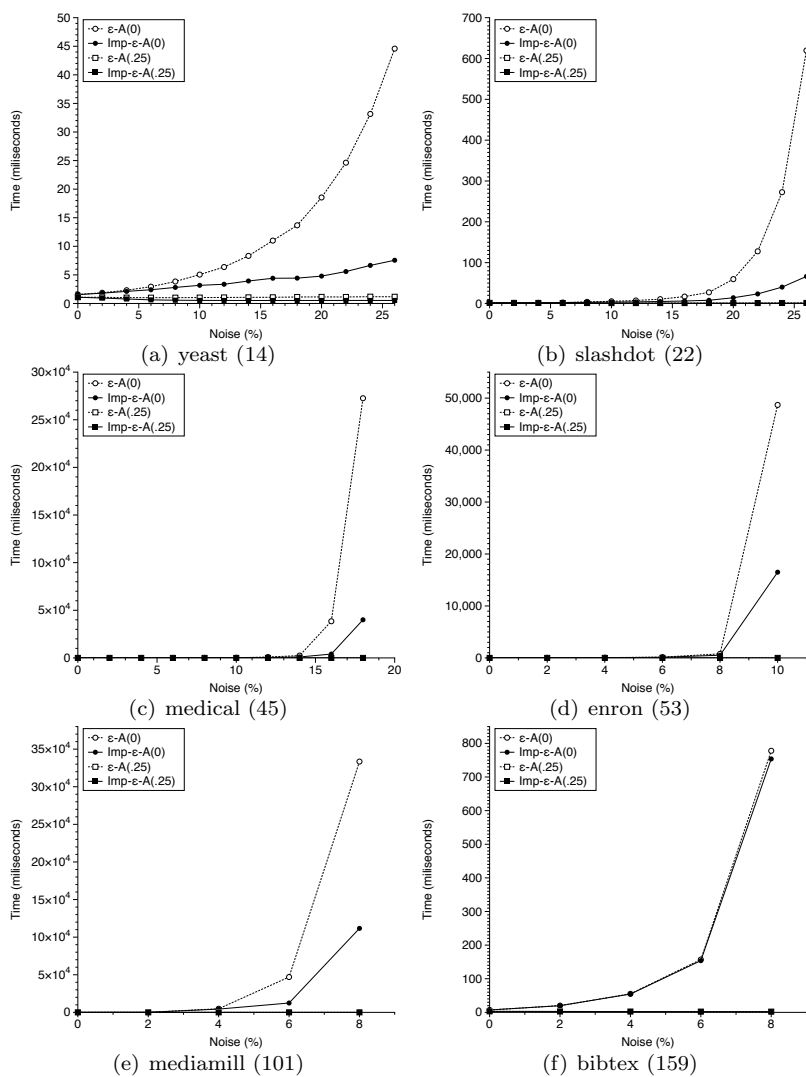 ε-A(0)
Imp-ε-A(0)
ε-A(.25)
Imp-ε-A(.25)
Time (miliseconds)
50
45
40
35
30
25
20
15
10
5
0
0 5 10 15 20 25
Noise (%)
(a) yeast (14)
ε-A(0)
Imp-ε-A(0)
ε-A(.25)
Imp-ε-A(.25)
Time (miliseconds)
700
600
500
400
300
200
100
0
0 5 10 15 20 25
Noise (%)
(b) slashdot (22)
ε-A(0)
Imp-ε-A(0)
ε-A(.25)
Imp-ε-A(.25)
Time (miliseconds)
30×10⁴
25×10⁴
20×10⁴
15×10⁴
10×10⁴
5×10⁴
0
0 5 10 15 20
Noise (%)
(c) medical (45)
ε-A(0)
Imp-ε-A(0)
ε-A(.25)
Imp-ε-A(.25)
Time (miliseconds)
50,000
40,000
30,000
20,000
10,000
0
0 2 4 6 8 10
Noise (%)
(d) enron (53)
ε-A(0)
Imp-ε-A(0)
ε-A(.25)
Imp-ε-A(.25)
Time (miliseconds)
35×10⁴
30×10⁴
25×10⁴
20×10⁴
15×10⁴
10×10⁴
5×10⁴
0
0 2 4 6 8
Noise (%)
(e) mediamill (101)
ε-A(0)
Imp-ε-A(0)
ε-A(.25)
Imp-ε-A(.25)
Time (miliseconds)
800
700
600
500
400
300
200
100
0
0 2 4 6 8
Noise (%)
(f) bibtex (159)